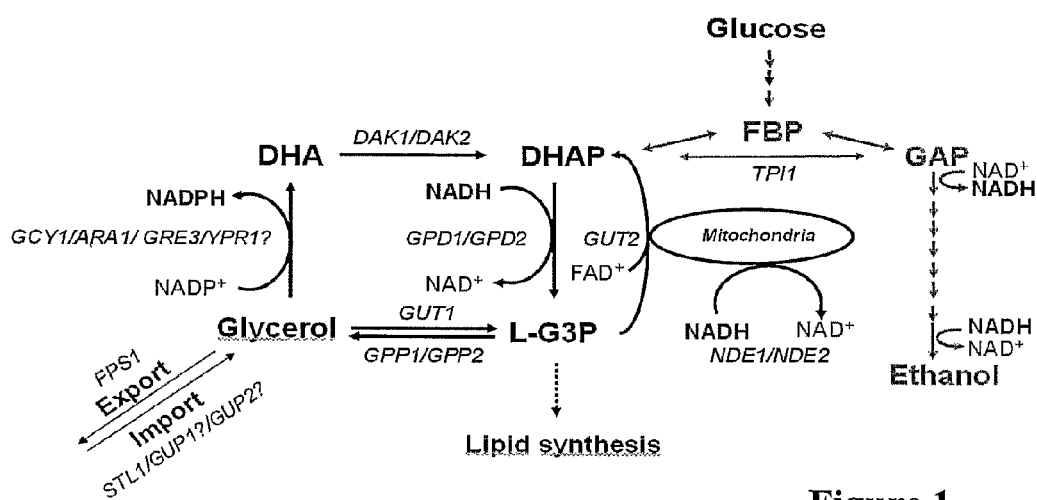 Glucose
FBP
DHA
DAK1/DAK2
DHAP
TPI1
GAP
NAD⁺
NADH
NADPH
GCY1/ARA1/ GRE3/YPR1?
NADP⁺
NADH
GPD1/GPD2
NAD⁺
GUT2
FAD⁺
Mitochondria
NADH
NAD⁺
NDE1/NDE2
Glycerol
GUT1
GPP1/GPP2
L-G3P
NADH
NAD⁺
Ethanol
FPS1
Export
Import
STL1/GUP1?/GUP2?
Lipid synthesis
Figure 1